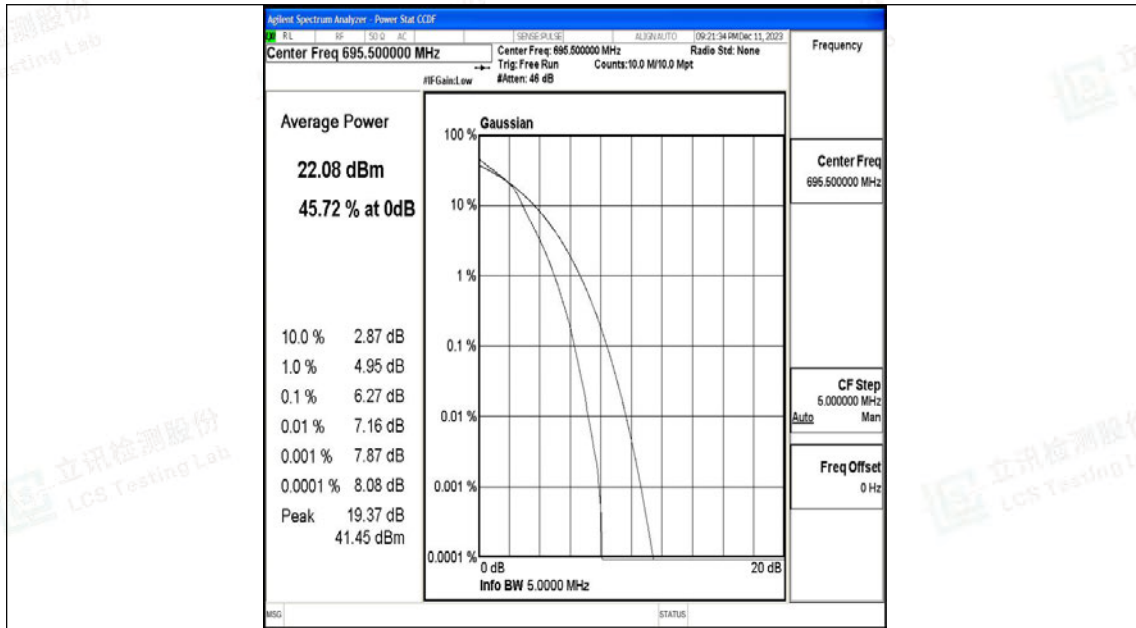 Agilent Spectrum Analyzer - Power Stat CCDF
RL RF 50 Ω AC SENSE:PULSE ALIGNAUTO 09:21:34 PM Dec 11, 2023
Center Freq 695.500000 MHz
Center Freq: 695.500000 MHz Radio Std: None
Trig: Free Run Counts:10.0 M/10.0 Mpt
#IFGain:Low #Atten: 46 dB
Frequency
Average Power
22.08 dBm
45.72 % at 0dB
10.0 % 2.87 dB
1.0 % 4.95 dB
0.1 % 6.27 dB
0.01 % 7.16 dB
0.001 % 7.87 dB
0.0001 % 8.08 dB
Peak 19.37 dB
41.45 dBm
Gaussian
100 %
10 %
1 %
0.1 %
0.01 %
0.001 %
0.0001 %
0 dB 20 dB
Info BW 5.0000 MHz
Center Freq
695.500000 MHz
CF Step
5.000000 MHz
Auto Man
Freq Offset
0 Hz
MSG STATUS
立讯检测股份
LCS Testing Lab
立讯检测股份
LCS Testing L